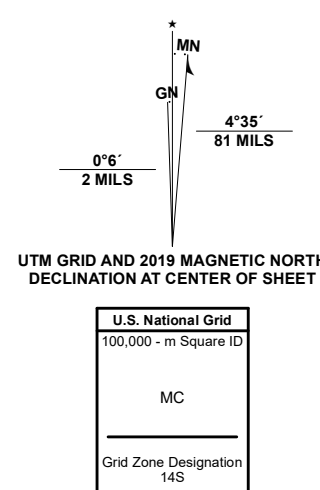 ★
MN
GN
4°35´
81 MILS
0°6´
2 MILS
UTM GRID AND 2019 MAGNETIC NORTH
DECLINATION AT CENTER OF SHEET
U.S. National Grid
100,000 - m Square ID
MC
Grid Zone Designation
14S